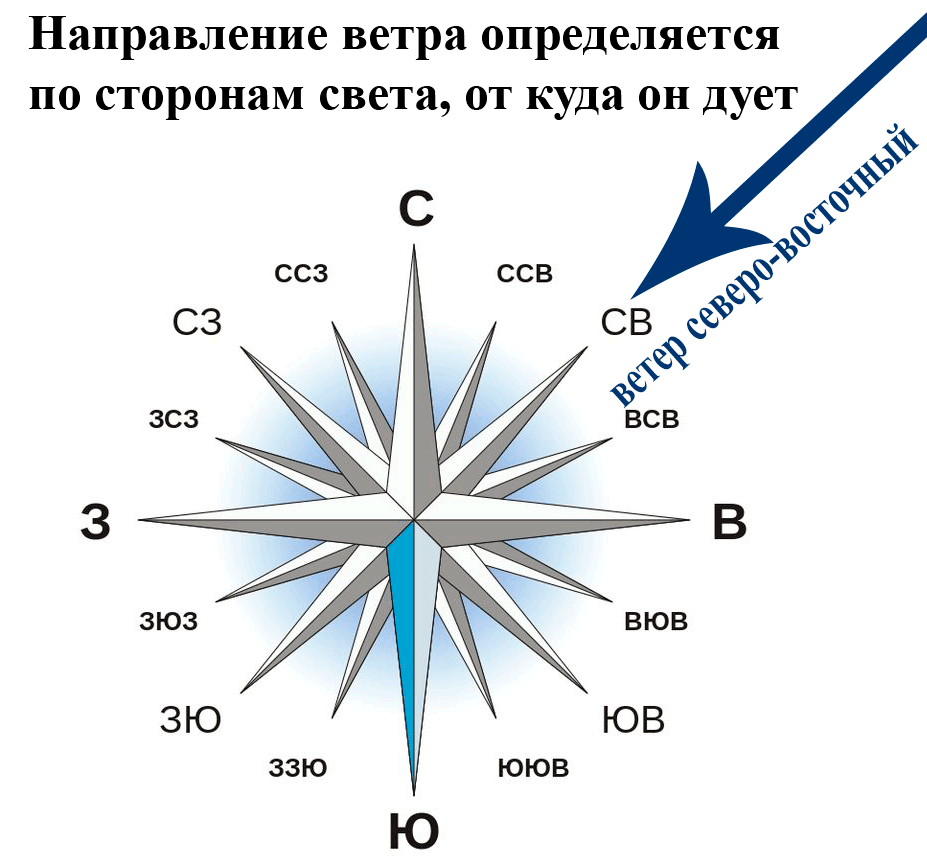 Направление ветра определяется
по сторонам света, от куда он дует
ветер северо-восточный
С
ССЗ
ССВ
СЗ
СВ
ЗСЗ
ВСВ
З
В
ЗЮЗ
ВЮВ
ЗЮ
ЮВ
ЗЗЮ
ЮЮВ
Ю